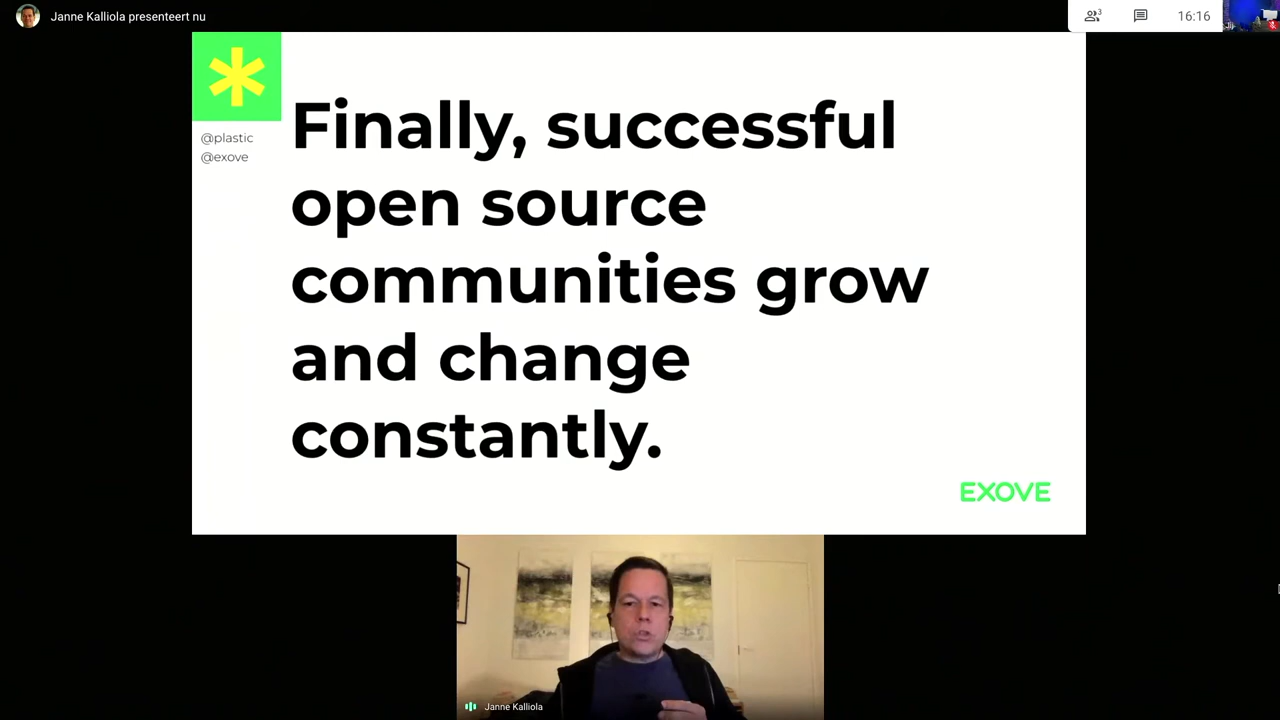 Janne Kalliola presenteert nu
3
16:16
@plastic
@exove
Finally, successful
open source
communities grow
and change
constantly.
EXOVE
Janne Kalliola